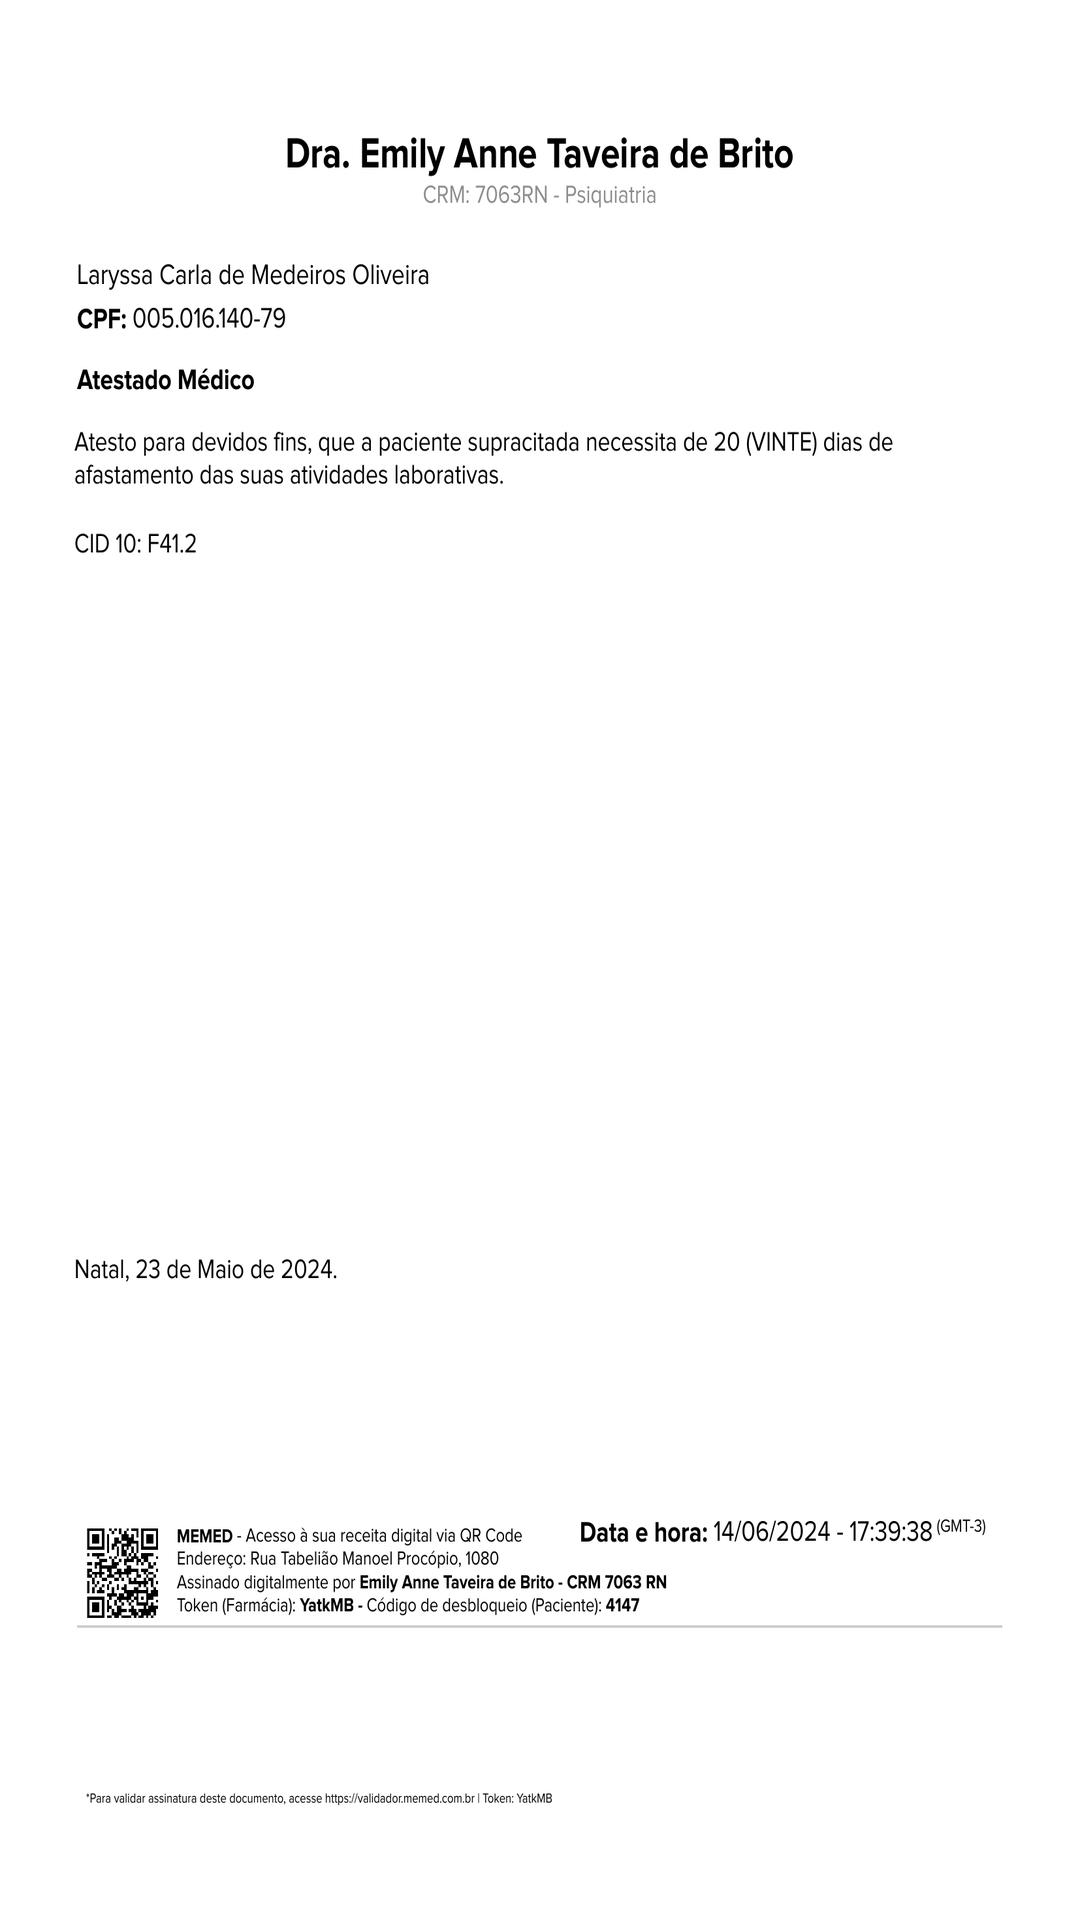 Dra. Emily Anne Taveira de Brito
CRM: 7063RN - Psiquiatria
Laryssa Carla de Medeiros Oliveira
CPF: 005.016.140-79
Atestado Médico
Atesto para devidos fins, que a paciente supracitada necessita de 20 (VINTE) dias de
afastamento das suas atividades laborativas.
CID 10: F41.2
Natal, 23 de Maio de 2024.
MEMED - Acesso à sua receita digital via QR Code
Data e hora: 14/06/2024 - 17:39:38 (GMT-3)
Endereço: Rua Tabelião Manoel Procópio, 1080
Assinado digitalmente por Emily Anne Taveira de Brito - CRM 7063 RN
Token (Farmácia): YatkMB - Código de desbloqueio (Paciente): 4147
*Para validar assinatura deste documento, acesse https://validador.memed.com.br | Token: YatkMB